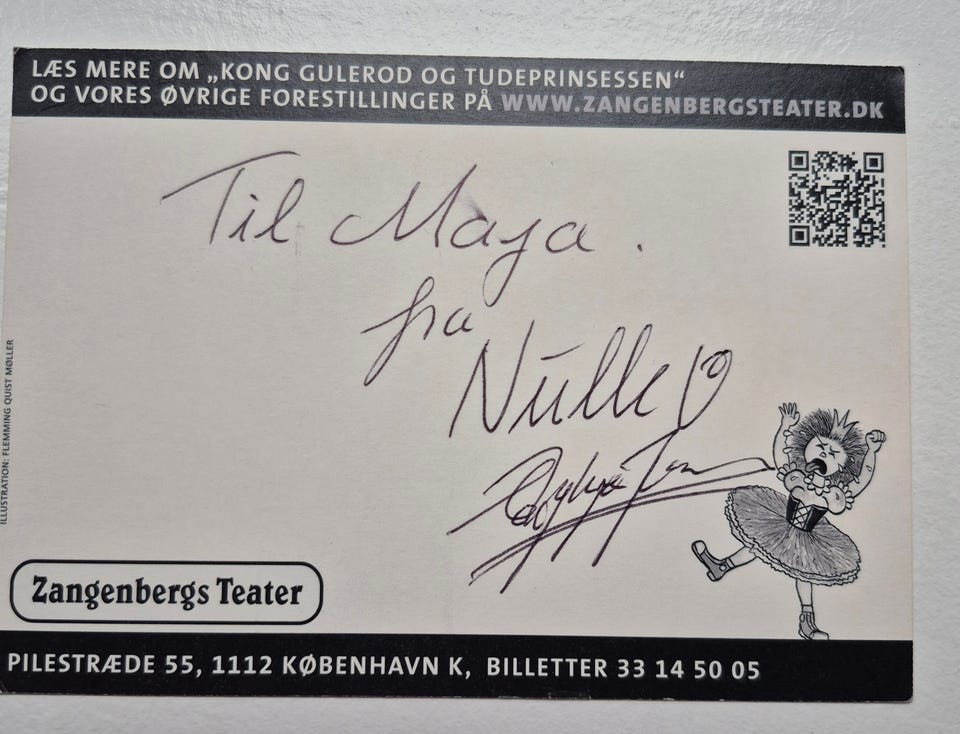 LÆS MERE OM „KONG GULEROD OG TUDEPRINSESSEN“
OG VORES ØVRIGE FORESTILLINGER PÅ WWW.ZANGENBERGSTEATER.DK
Til Maya.
fra
Nulle
ILLUSTRATION: FLEMMING QUIST MØLLER
Zangenbergs Teater
PILESTRÆDE 55, 1112 KØBENHAVN K, BILLETTER 33 14 50 05